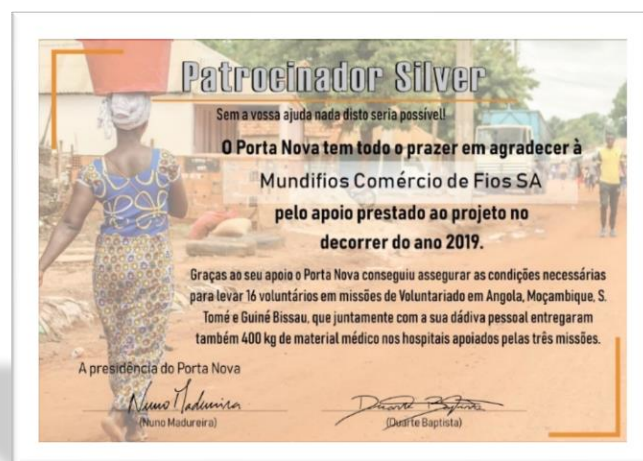 Patrocinador Silver
Sem a vossa ajuda nada disto seria possível!
O Porta Nova tem todo o prazer em agradecer à
Mundifios Comércio de Fios SA
pelo apoio prestado ao projeto no
decorrer do ano 2019.
Graças ao seu apoio o Porta Nova conseguiu assegurar as condições necessárias
para levar 16 voluntários em missões de Voluntariado em Angola, Moçambique, S.
Tomé e Guiné Bissau, que juntamente com a sua dádiva pessoal entregaram
também 400 kg de material médico nos hospitais apoiados pelas três missões.
A presidência do Porta Nova
Nuno Madureira
Duarte Baptista
(Nuno Madureira)
(Duarte Baptista)